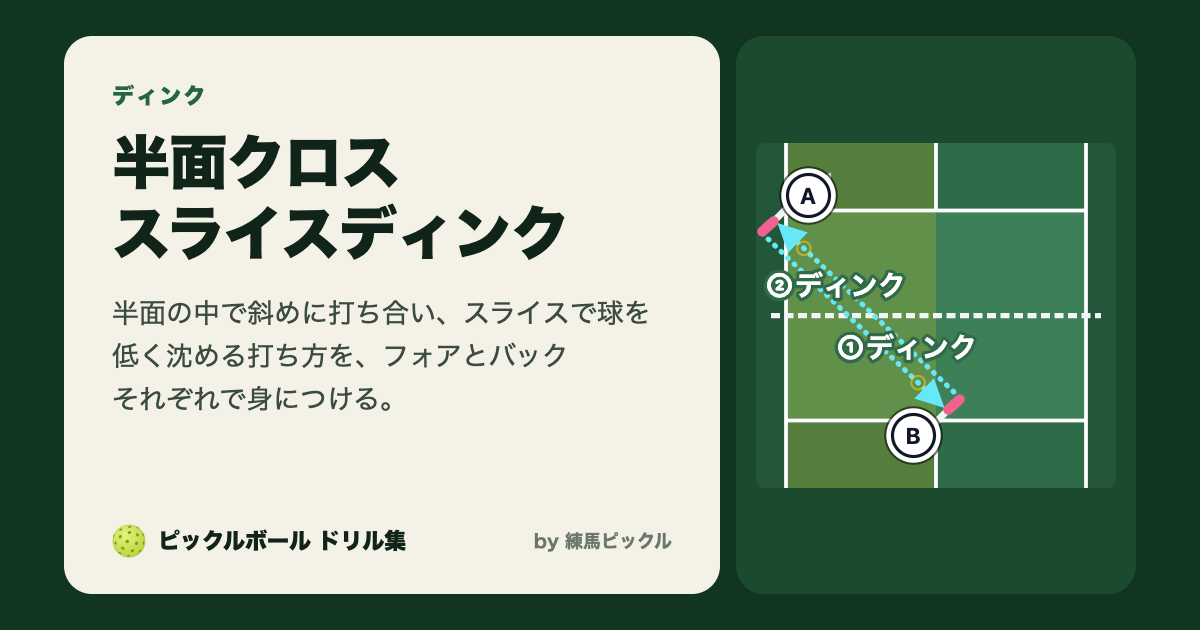 ディンク
半面クロス
スライスディンク
半面の中で斜めに打ち合い、スライスで球を
低く沈める打ち方を、フォアとバック
それぞれで身につける。
ピックルボール ドリル集
by 練馬ピックル
A
②ディンク
①ディンク
B